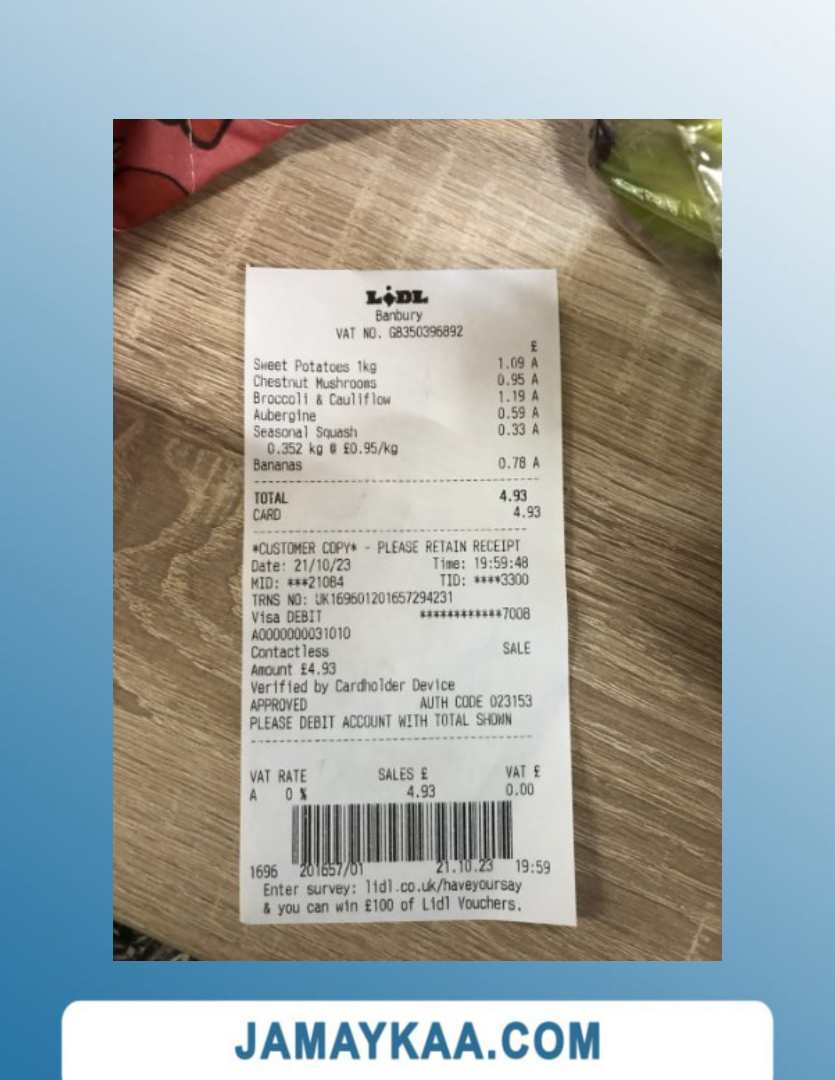 LiDL
Banbury
VAT NO. GB350396892
£
Sweet Potatoes 1kg 1.09 A
Chestnut Mushrooms 0.95 A
Broccoli & Cauliflow 1.19 A
Aubergine 0.59 A
Seasonal Squash 0.33 A
0.352 kg @ £0.95/kg
Bananas 0.78 A
TOTAL 4.93
CARD 4.93
*CUSTOMER COPY* - PLEASE RETAIN RECEIPT
Date: 21/10/23 Time: 19:59:48
MID: ***21084 TID: ****3300
TRNS NO: UK169601201657294231
Visa DEBIT ************7008
A0000000031010
Contactless SALE
Amount £4.93
Verified by Cardholder Device
APPROVED AUTH CODE 023153
PLEASE DEBIT ACCOUNT WITH TOTAL SHOWN
VAT RATE SALES £ VAT £
A 0 % 4.93 0.00
1696 201657/01 21.10.23 19:59
Enter survey: lidl.co.uk/haveyoursay
& you can win £100 of Lidl Vouchers.
JAMAYKAA.COM